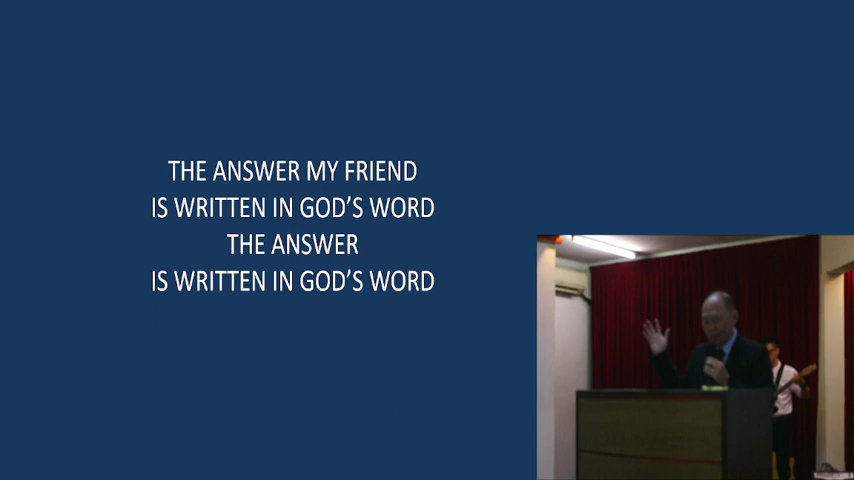 THE ANSWER MY FRIEND
IS WRITTEN IN GOD'S WORD
THE ANSWER
IS WRITTEN IN GOD'S WORD